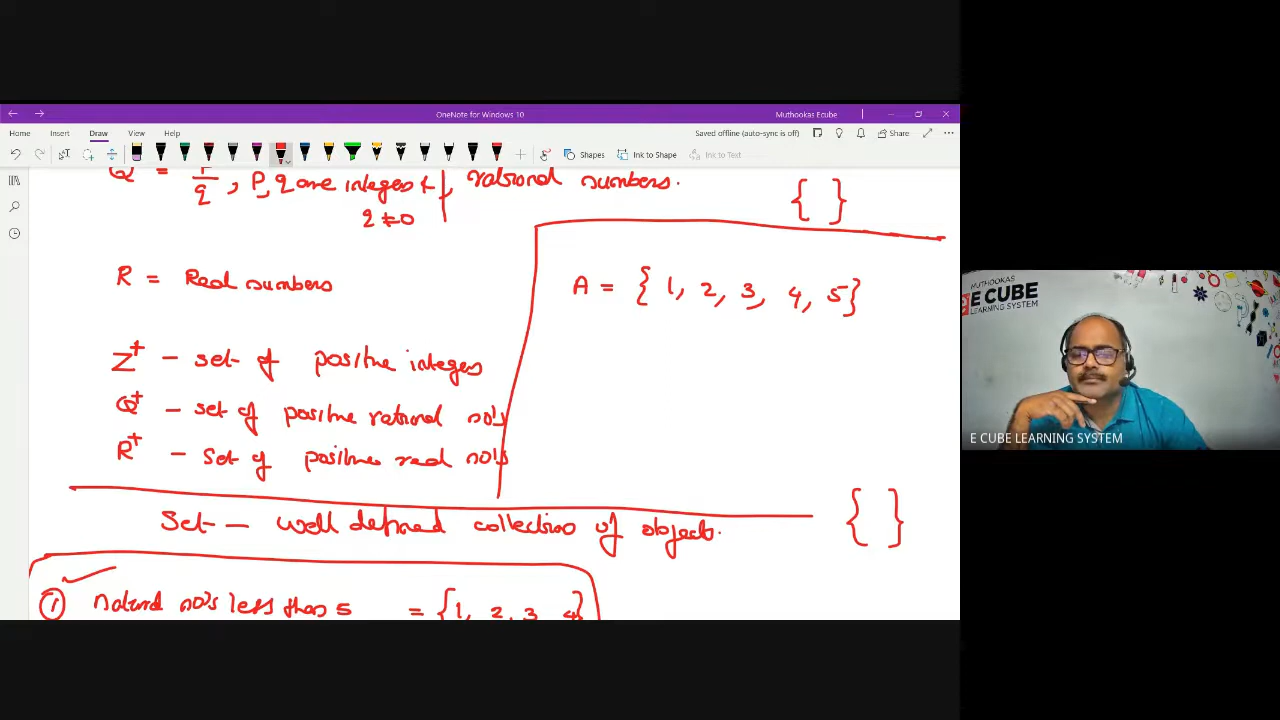 OneNote for Windows 10
Muthookas Ecube
Home Insert Draw View Help
Saved offline (auto-sync is off)
Share
Shapes
Ink to Shape
Ink to Text
Q = P/q, P, q are integers & rational numbers.
q ≠ 0
{ }
R = Real numbers
A = { 1, 2, 3, 4, 5}
Z+ - set of positive integers
Q+ - set of positive rational no's
R+ - set of positive real no's
Set - well defined collection of objects.
{ }
1 Natural no's less than 5 = {1, 2, 3, 4}
MUTHOOKAS
E CUBE
LEARNING SYSTEM
E CUBE LEARNING SYSTEM